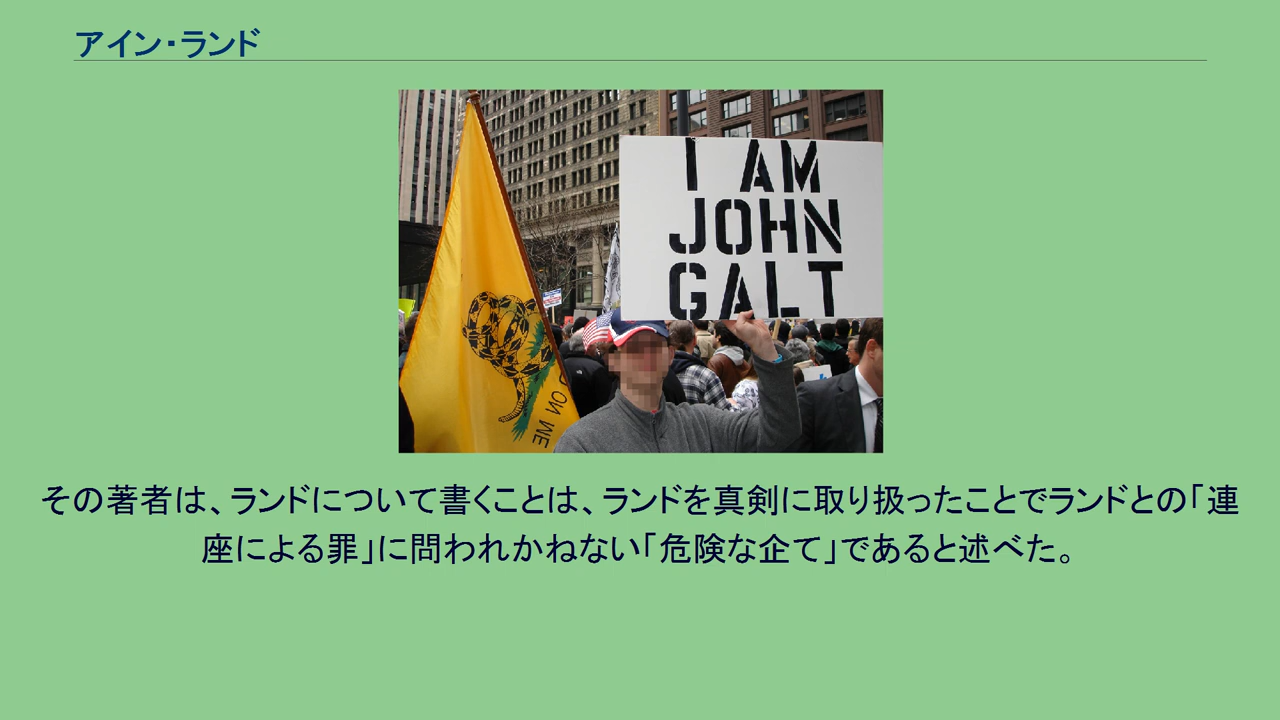 アイン・ランド
I AM
JOHN
GALT
ON ME
その著者は、ランドについて書くことは、ランドを真剣に取り扱ったことでランドとの「連
座による罪」に問われかねない「危険な企て」であると述べた。